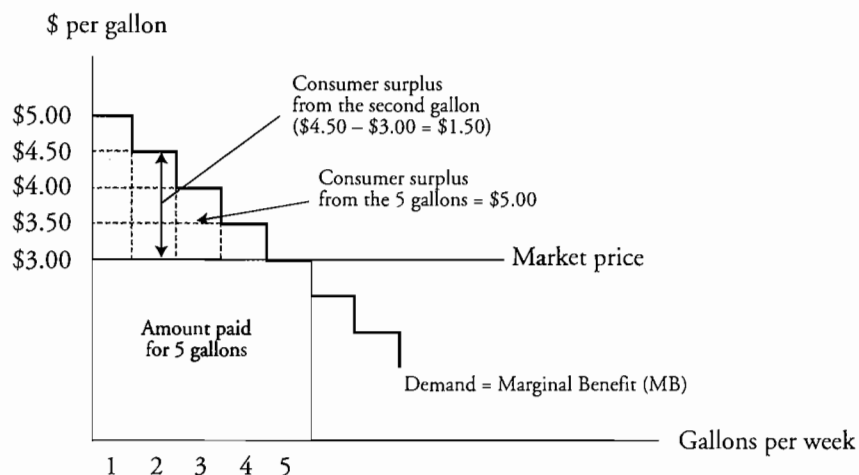 $ per gallon
Consumer surplus
from the second gallon
($4.50 – $3.00 = $1.50)
$5.00
$4.50
$4.00
$3.50
$3.00
Consumer surplus
from the 5 gallons = $5.00
Market price
Amount paid
for 5 gallons
Demand = Marginal Benefit (MB)
Gallons per week
1 2 3 4 5